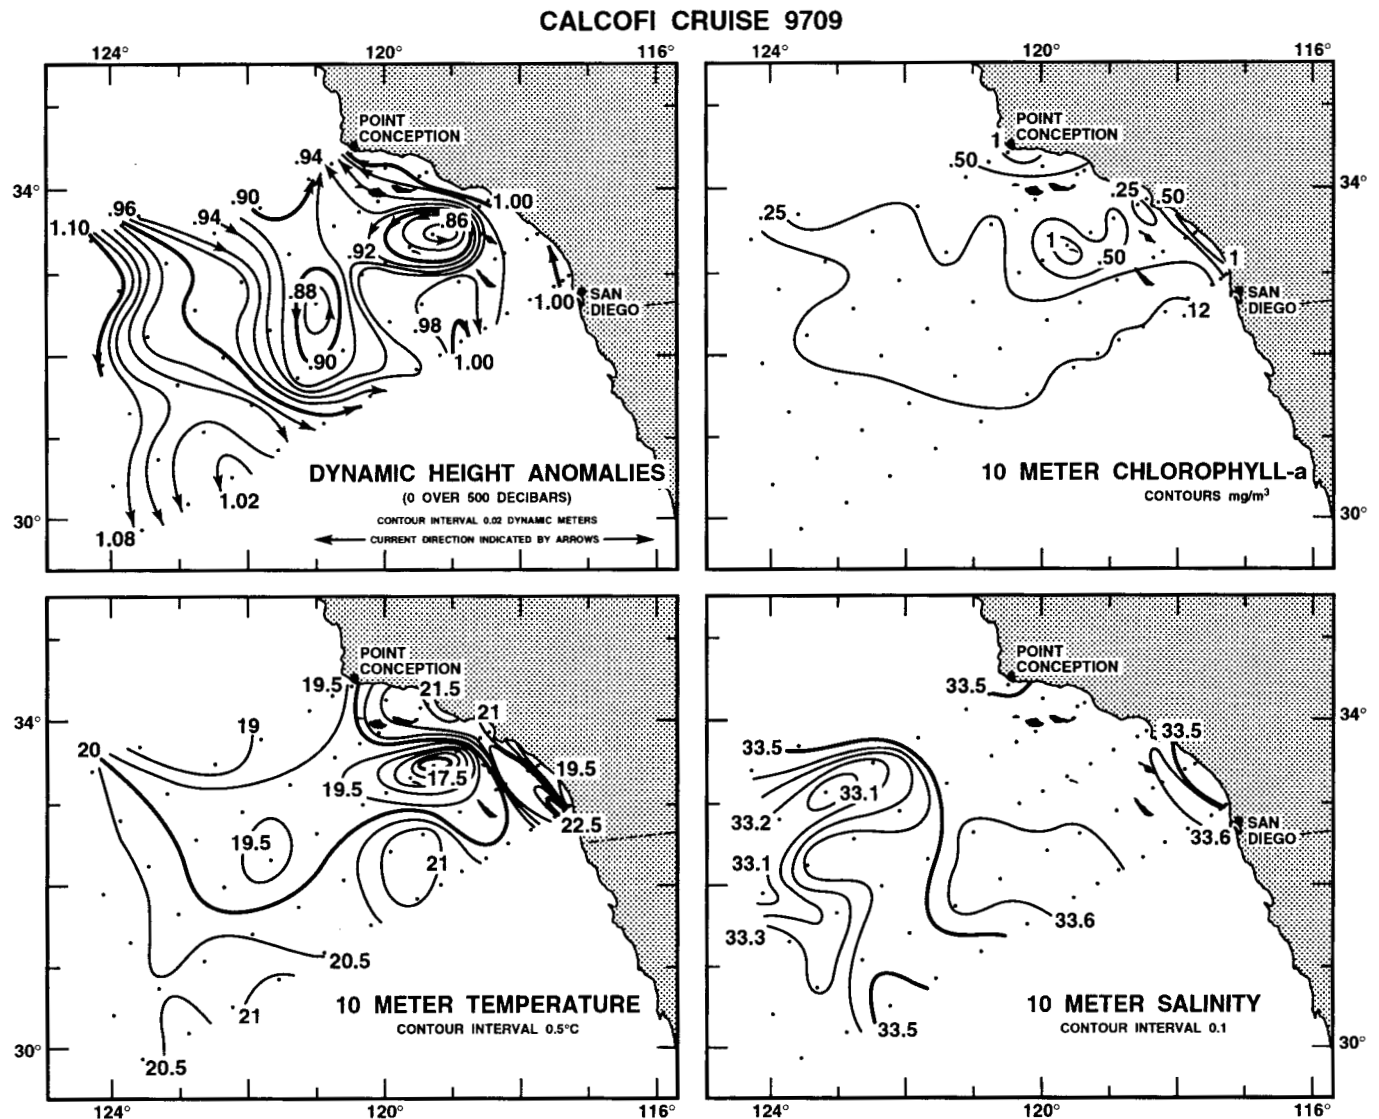 CALCOFI CRUISE 9709
124°
120°
116°
POINT
CONCEPTION
.94
34°
.90
1.00
.96
.94
1.10
.86
.92
.88
1.00
SAN
DIEGO
.98
.90
1.00
DYNAMIC HEIGHT ANOMALIES
(0 OVER 500 DECIBARS)
1.02
CONTOUR INTERVAL 0.02 DYNAMIC METERS
30°
1.08
CURRENT DIRECTION INDICATED BY ARROWS
124°
120°
116°
1
POINT
CONCEPTION
.50
34°
.25
.50
.25
1
.50
1
SAN
DIEGO
.12
10 METER CHLOROPHYLL-a
CONTOURS mg/m³
30°
POINT
CONCEPTION
19.5
21.5
34°
19
21
20
17.5
19.5
19.5
22.5
19.5
21
20.5
10 METER TEMPERATURE
21
CONTOUR INTERVAL 0.5°C
30°
20.5
124°
120°
116°
POINT
CONCEPTION
33.5
34°
33.5
33.5
33.1
33.2
SAN
DIEGO
33.6
33.1
33.6
33.3
10 METER SALINITY
33.5
CONTOUR INTERVAL 0.1
30°
124°
120°
116°